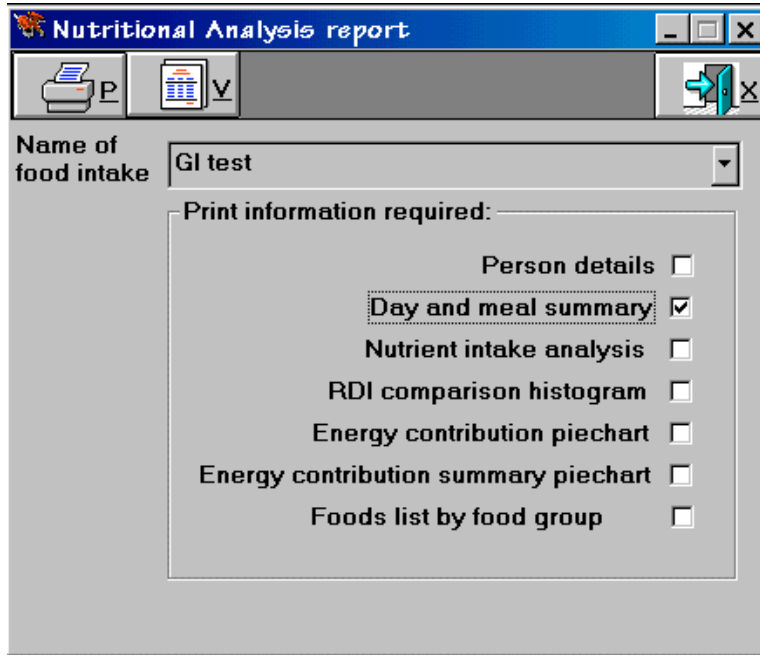 Nutritional Analysis report
P
V
X
Name of
food intake
GI test
Print information required:
Person details
Day and meal summary
Nutrient intake analysis
RDI comparison histogram
Energy contribution piechart
Energy contribution summary piechart
Foods list by food group